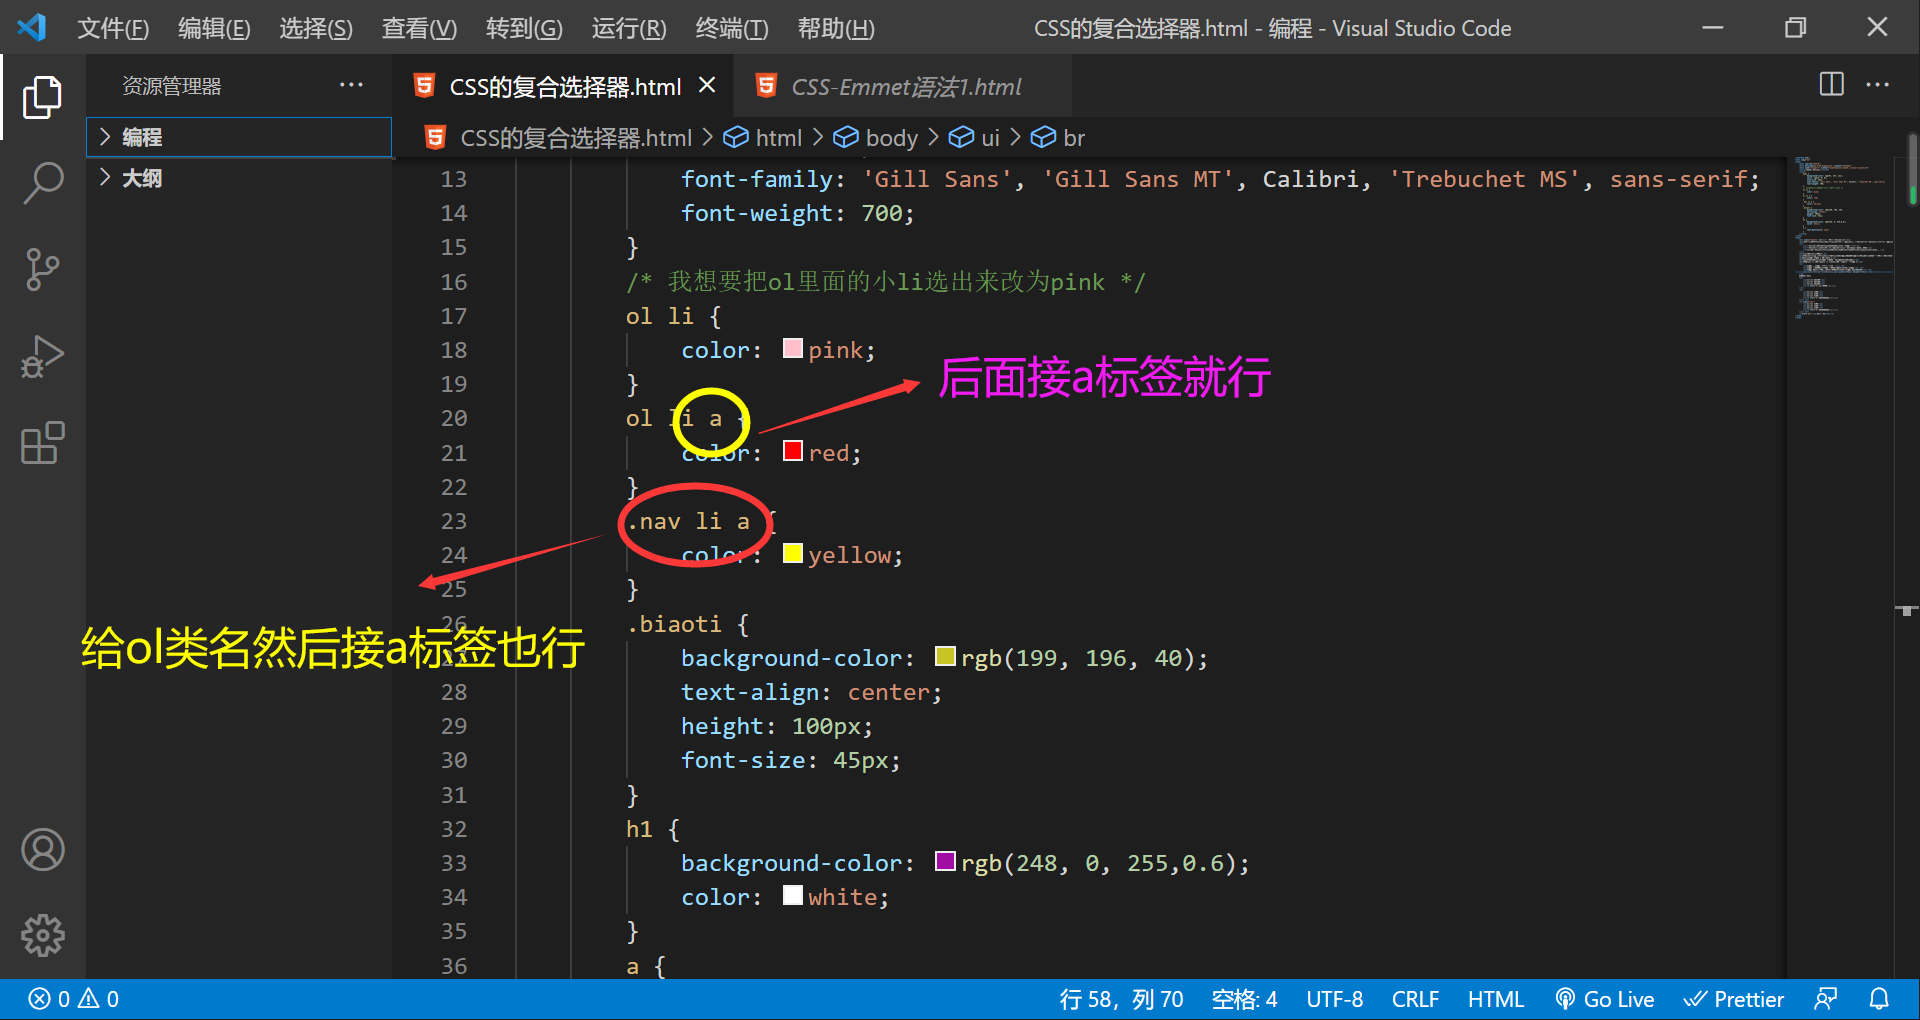 文件(F) 编辑(E) 选择(S) 查看(V) 转到(G) 运行(R) 终端(T) 帮助(H) CSS的复合选择器.html - 编程 - Visual Studio Code
资源管理器 ··· CSS的复合选择器.html CSS-Emmet语法1.html ···
编程
CSS的复合选择器.html > html > body > ui > br
大纲
13 font-family: 'Gill Sans', 'Gill Sans MT', Calibri, 'Trebuchet MS', sans-serif;
14 font-weight: 700;
15 }
16 /* 我想要把ol里面的小li选出来改为pink */
17 ol li {
18 color: pink;
19 }
后面接a标签就行
20 ol li a {
21 color: red;
22 }
23 .nav li a {
24 color: yellow;
25 }
26 .biaoti {
给ol类名然后接a标签也行
27 background-color: rgb(199, 196, 40);
28 text-align: center;
29 height: 100px;
30 font-size: 45px;
31 }
32 h1 {
33 background-color: rgb(248, 0, 255,0.6);
34 color: white;
35 }
36 a {
0 0 行 58，列 70 空格: 4 UTF-8 CRLF HTML Go Live Prettier